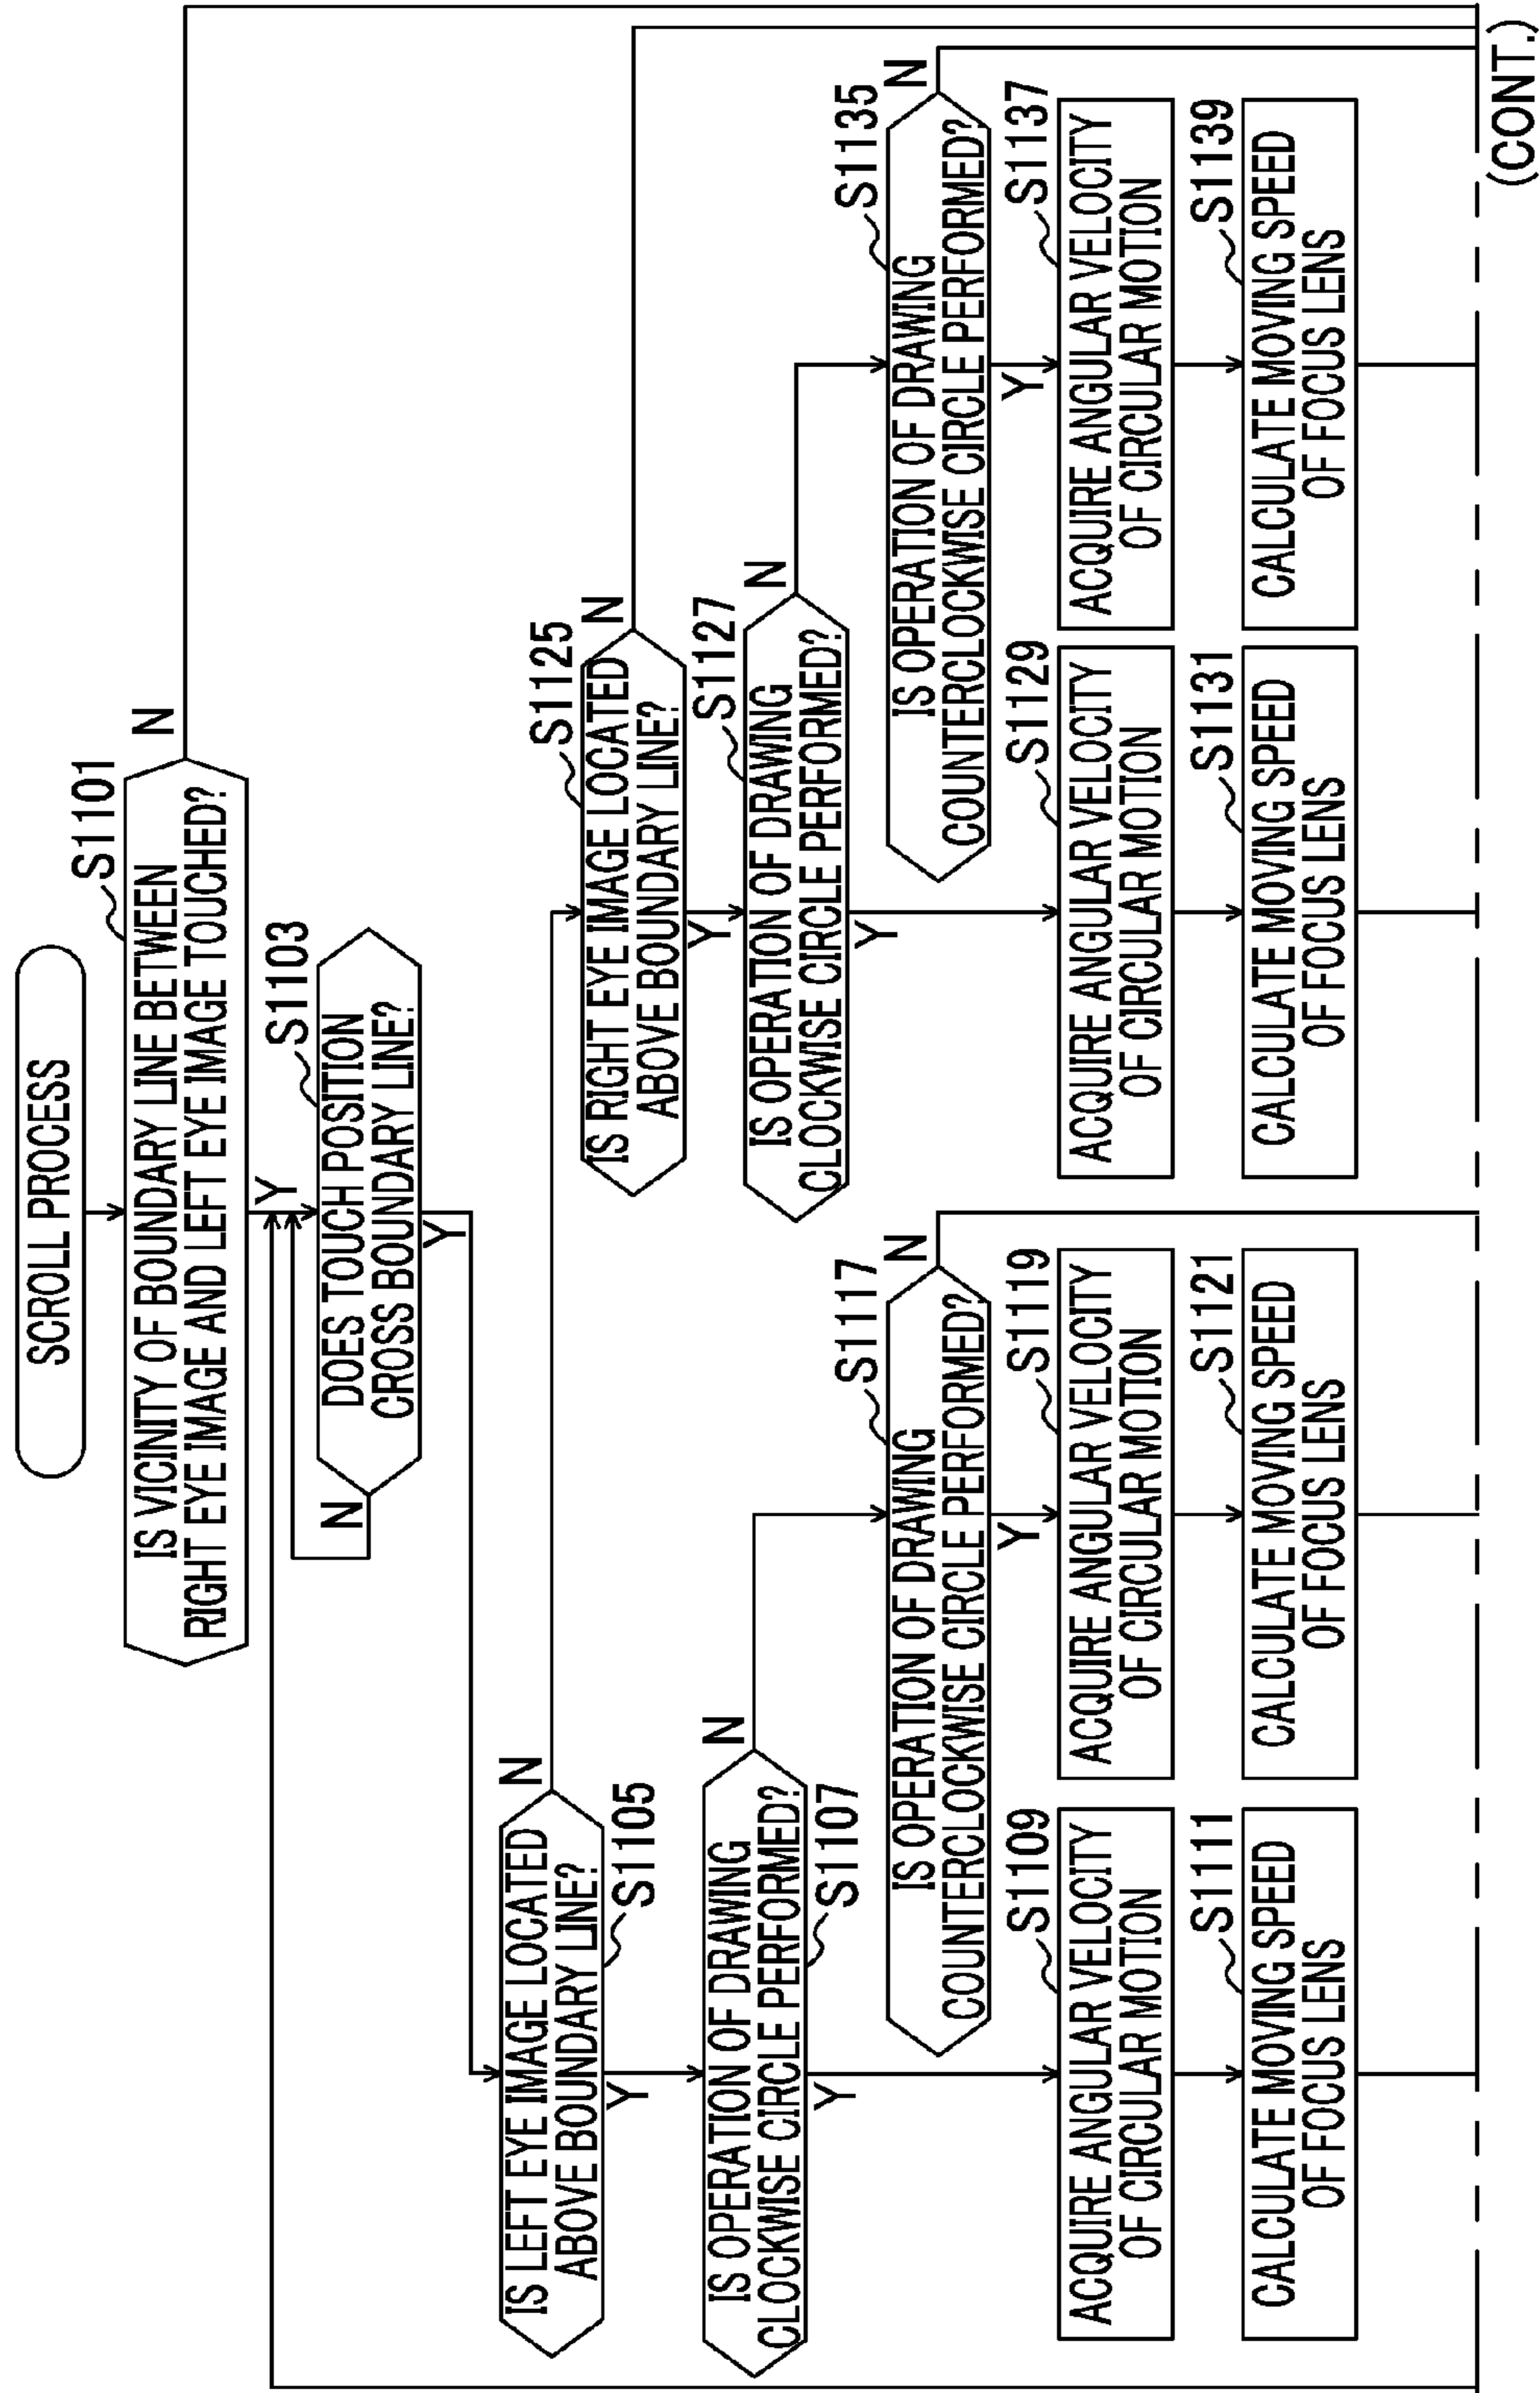 SCROLL PROCESS
S1101
IS VICINITY OF BOUNDARY LINE BETWEEN
RIGHT EYE IMAGE AND LEFT EYE IMAGE TOUCHED?
N
Y
S1103
DOES TOUCH POSITION
CROSS BOUNDARY LINE?
N
Y
IS LEFT EYE IMAGE LOCATED
ABOVE BOUNDARY LINE?
S1105
N
Y
IS OPERATION OF DRAWING
CLOCKWISE CIRCLE PERFORMED?
S1107
N
Y
S1109
ACQUIRE ANGULAR VELOCITY
OF CIRCULAR MOTION
S1111
CALCULATE MOVING SPEED
OF FOCUS LENS
S1117
IS OPERATION OF DRAWING
COUNTERCLOCKWISE CIRCLE PERFORMED?
N
Y
S1119
ACQUIRE ANGULAR VELOCITY
OF CIRCULAR MOTION
S1121
CALCULATE MOVING SPEED
OF FOCUS LENS
S1125
IS RIGHT EYE IMAGE LOCATED
ABOVE BOUNDARY LINE?
N
Y
S1127
IS OPERATION OF DRAWING
CLOCKWISE CIRCLE PERFORMED?
N
Y
S1129
ACQUIRE ANGULAR VELOCITY
OF CIRCULAR MOTION
S1131
CALCULATE MOVING SPEED
OF FOCUS LENS
S1135
IS OPERATION OF DRAWING
COUNTERCLOCKWISE CIRCLE PERFORMED?
N
Y
S1137
ACQUIRE ANGULAR VELOCITY
OF CIRCULAR MOTION
S1139
CALCULATE MOVING SPEED
OF FOCUS LENS
(CONT.)